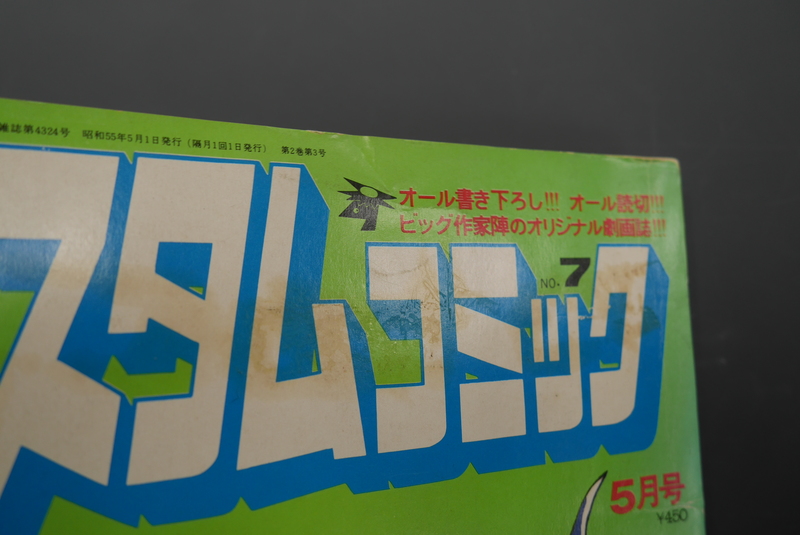 雑誌第4324号 昭和55年5月1日発行(隔月1回1日発行) 第2巻第3号
オール書き下ろし!!! オール読切!!!
ビッグ作家陣のオリジナル劇画誌!!!
スタムコミック
NO.7
5月号
¥450